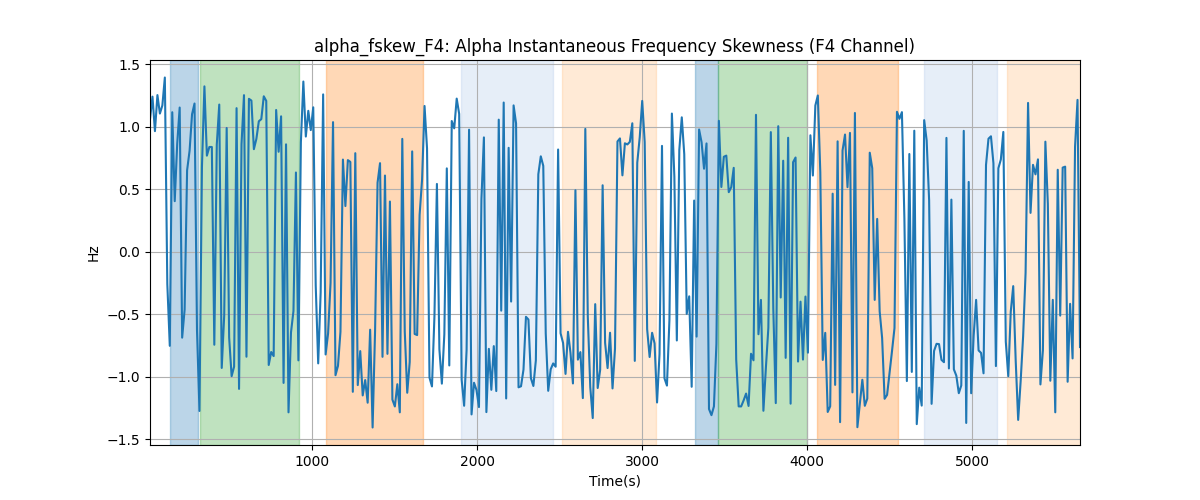 alpha_fskew_F4: Alpha Instantaneous Frequency Skewness (F4 Channel)
1.5
1.0
0.5
0.0
−0.5
−1.0
−1.5
Hz
1000 2000 3000 4000 5000
Time(s)